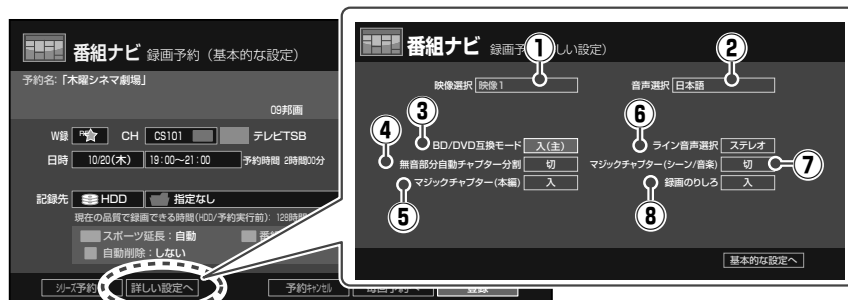 番組ナビ 録画予約(基本的な設定)
予約名:「木曜シネマ劇場」
09邦画
W録 CH CS101 テレビTSB
日時 10/20(木) 19:00~21:00 予約時間 2時間00分
記録先 HDD 指定なし
現在の品質で録画できる時間(HDD/予約実行前): 128時間
スポーツ延長:自動
自動削除:しない
シリーズ予約 詳しい設定へ 予約キャンセル 登録
番組ナビ 録画予 しい設定)
① ②
映像選択 映像1 音声選択 日本語
③ ⑥
BD/DVD互換モード 入(主) ライン音声選択 ステレオ
④ 無音部分自動チャプター分割 切 マジックチャプター(シーン/音楽) 切 ⑦
マジックチャプター(本編) 入 録画のりしろ 入
⑤ ⑧
基本的な設定へ